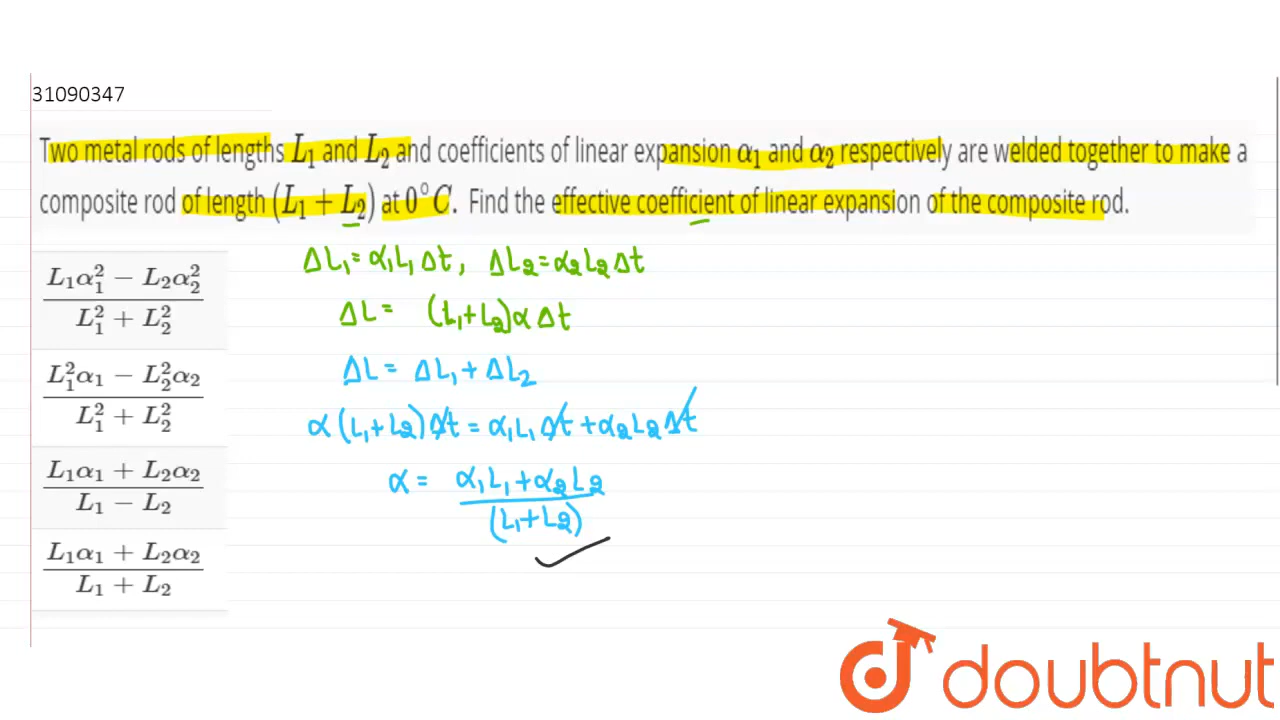 31090347
Two metal rods of lengths L₁ and L₂ and coefficients of linear expansion α₁ and α₂ respectively are welded together to make a
composite rod of length (L₁ + L₂) at 0°C. Find the effective coefficient of linear expansion of the composite rod.
ΔL₁ = α₁L₁Δt, ΔL₂ = α₂L₂Δt
ΔL = (L₁+L₂)αΔt
ΔL = ΔL₁ + ΔL₂
α(L₁+L₂)Δt = α₁L₁Δt + α₂L₂Δt
α = α₁L₁ + α₂L₂
(L₁+L₂)
L₁α₁² − L₂α₂²
L₁² + L₂²
L₁²α₁ − L₂²α₂
L₁² + L₂²
L₁α₁ + L₂α₂
L₁ − L₂
L₁α₁ + L₂α₂
L₁ + L₂
doubtnut